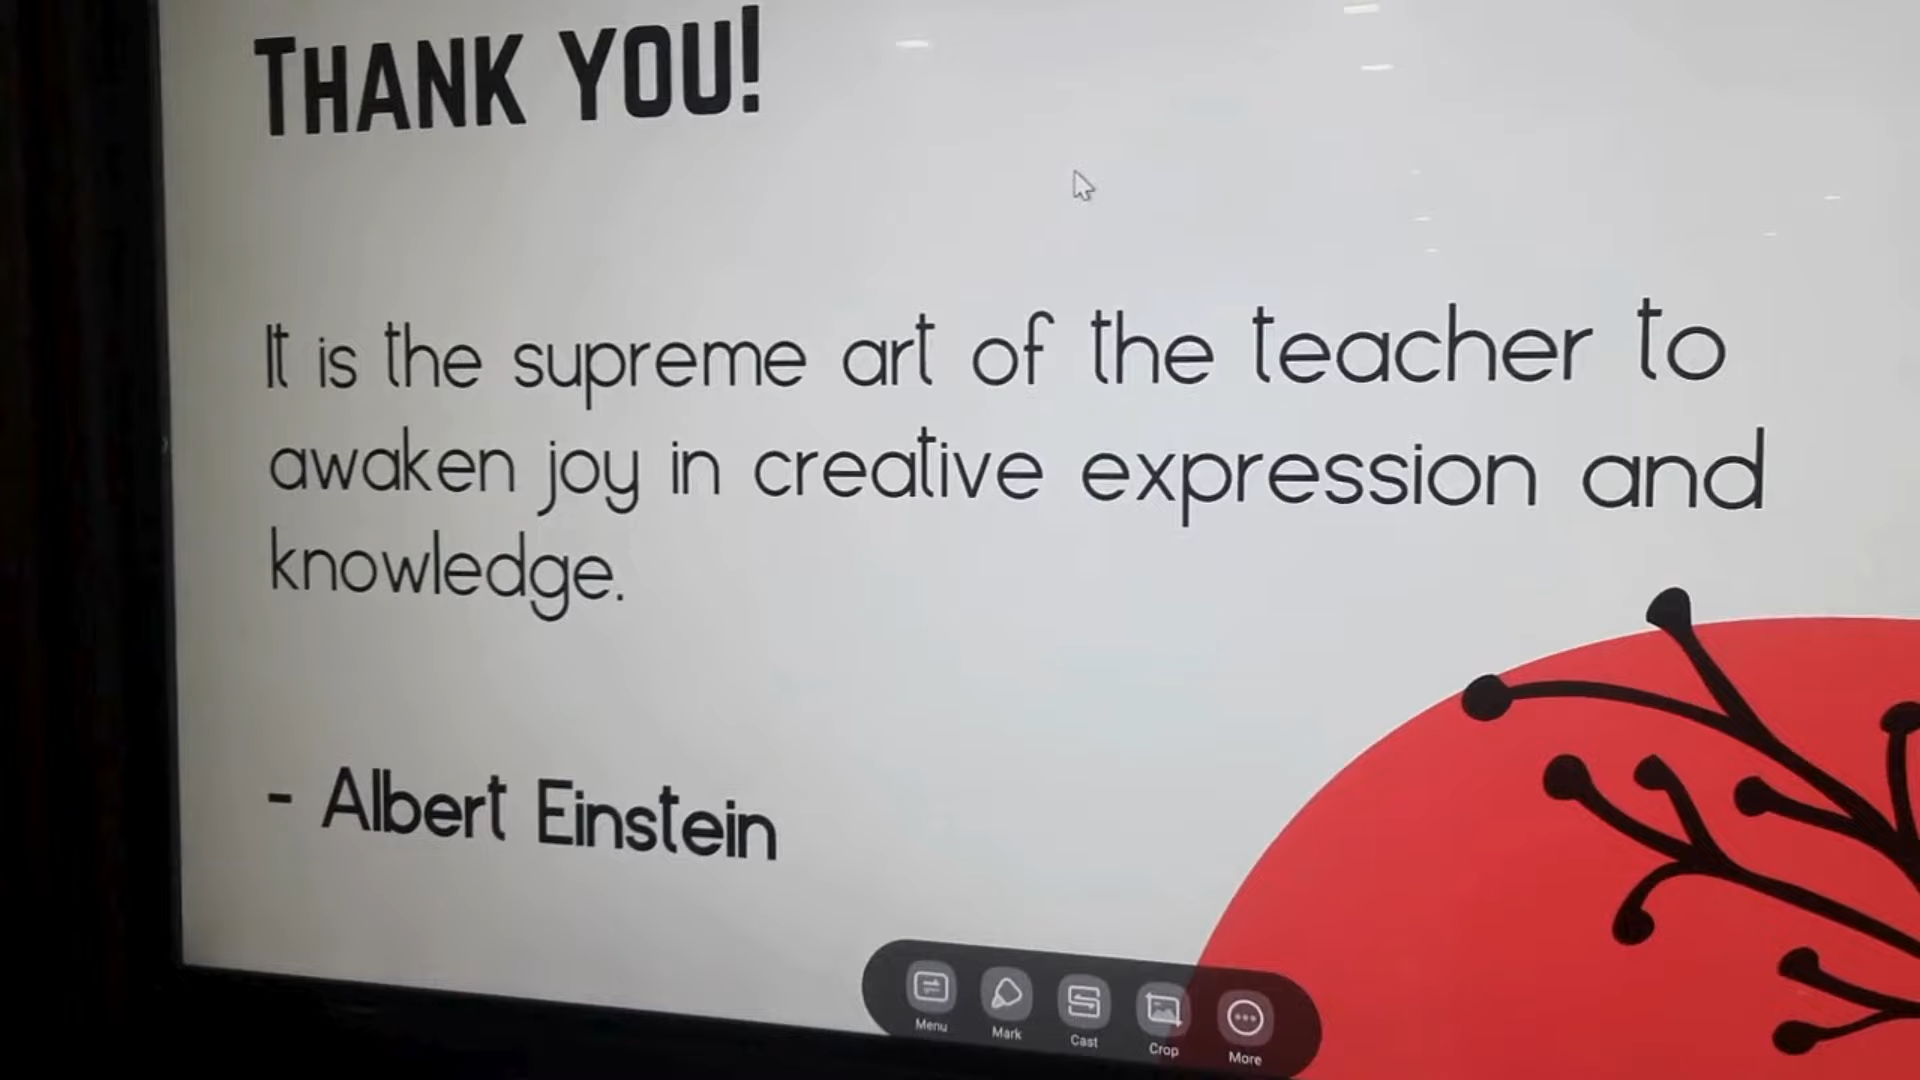 THANK YOU!
It is the supreme art of the teacher to
awaken joy in creative expression and
knowledge.
- Albert Einstein
Menu
Mark
Cast
Crop
More